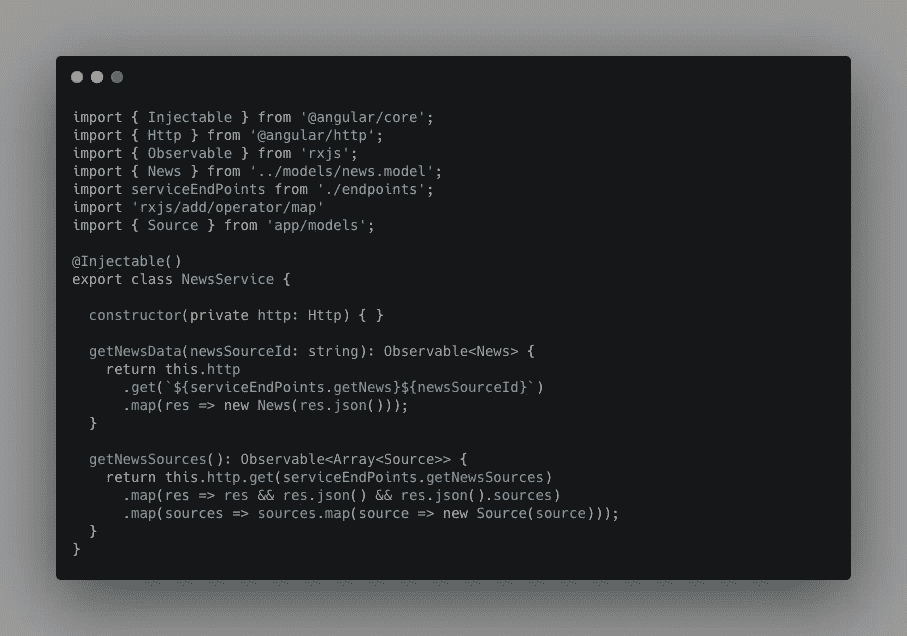 import { Injectable } from '@angular/core';
import { Http } from '@angular/http';
import { Observable } from 'rxjs';
import { News } from '../models/news.model';
import serviceEndPoints from './endpoints';
import 'rxjs/add/operator/map'
import { Source } from 'app/models';

@Injectable()
export class NewsService {

  constructor(private http: Http) { }

  getNewsData(newsSourceId: string): Observable<News> {
    return this.http
      .get(`${serviceEndPoints.getNews}${newsSourceId}`)
      .map(res => new News(res.json()));
  }

  getNewsSources(): Observable<Array<Source>> {
    return this.http.get(serviceEndPoints.getNewsSources)
      .map(res => res && res.json() && res.json().sources)
      .map(sources => sources.map(source => new Source(source)));
  }
}